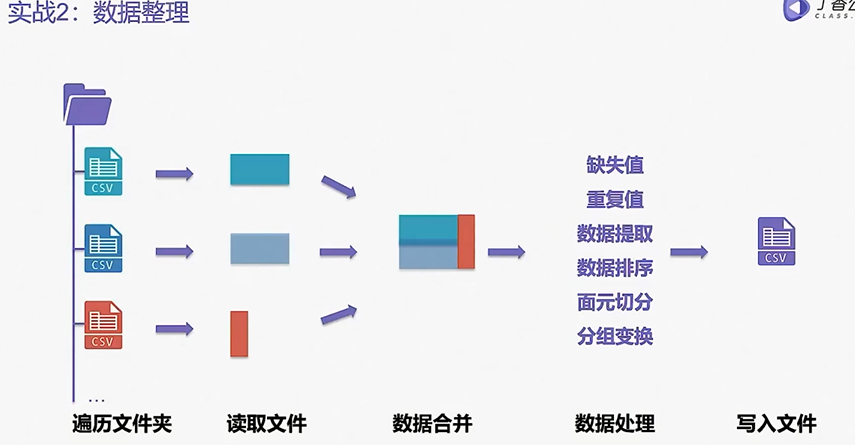 实战2：数据整理
CLASS.
CSV
CSV
CSV
...
缺失值
重复值
数据提取
数据排序
面元切分
分组变换
CSV
遍历文件夹
读取文件
数据合并
数据处理
写入文件